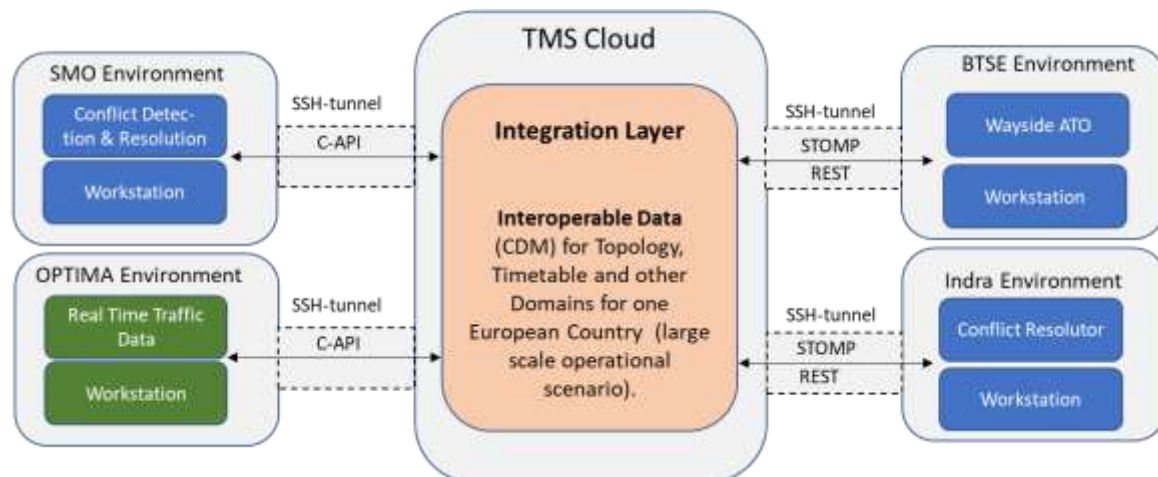 TMS Cloud
SMO Environment
Conflict Detec-
tion & Resolution
Workstation
SSH-tunnel
C-API
OPTIMA Environment
Real Time Traffic
Data
Workstation
SSH-tunnel
C-API
Integration Layer
Interoperable Data
(CDM) for Topology,
Timetable and other
Domains for one
European Country (large
scale operational
scenario).
SSH-tunnel
STOMP
REST
BTSE Environment
Wayside ATO
Workstation
SSH-tunnel
STOMP
REST
Indra Environment
Conflict Resolutor
Workstation